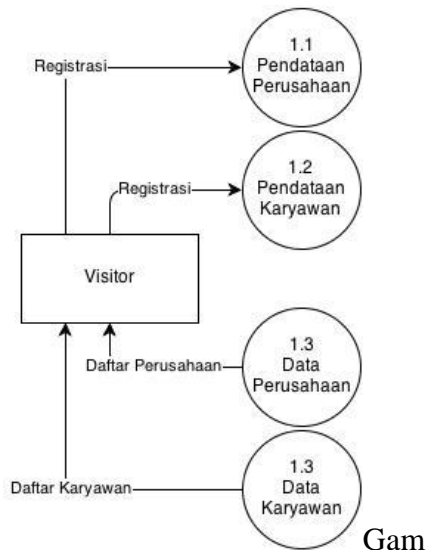 1.1
Pendataan
Perusahaan
Registrasi
1.2
Pendataan
Karyawan
Registrasi
Visitor
1.3
Data
Perusahaan
Daftar Perusahaan
1.3
Data
Karyawan
Daftar Karyawan
Gam